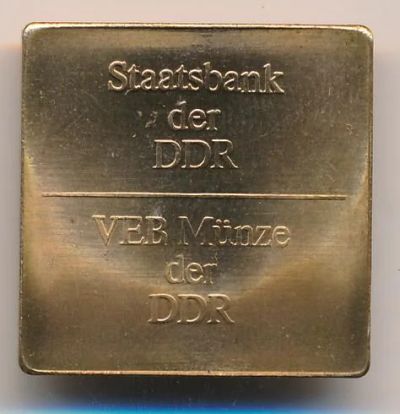 Staatsbank
der
DDR
VEB Münze
der
DDR